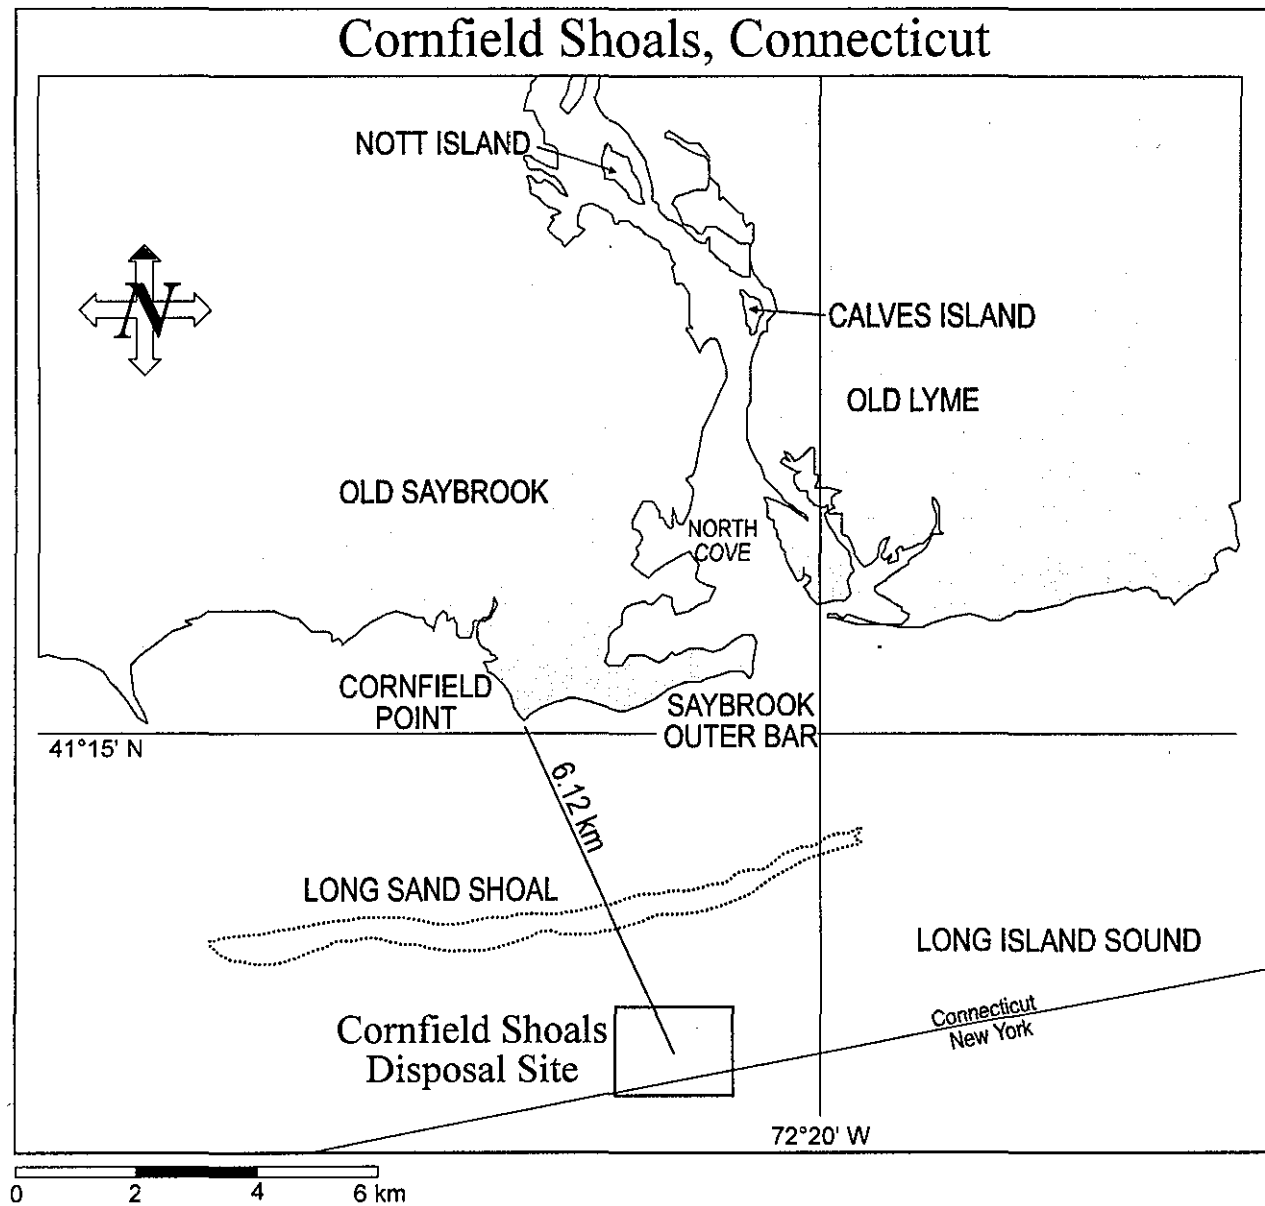 Cornfield Shoals, Connecticut
NOTT ISLAND
N
CALVES ISLAND
OLD LYME
OLD SAYBROOK
NORTH
COVE
CORNFIELD
POINT
SAYBROOK
OUTER BAR
41°15' N
6.12 km
LONG SAND SHOAL
LONG ISLAND SOUND
Connecticut
New York
Cornfield Shoals
Disposal Site
72°20' W
0 2 4 6 km